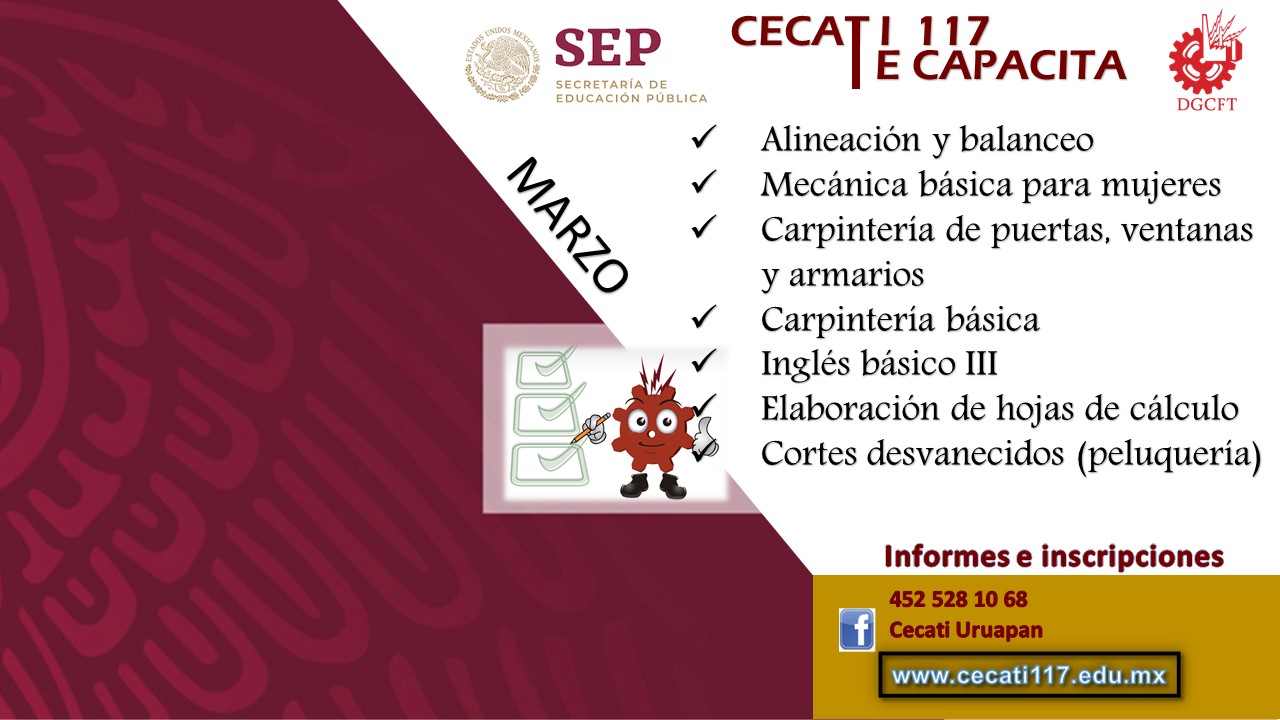 ESTADOS UNIDOS MEXICANOS
SEP
SECRETARÍA DE
EDUCACIÓN PÚBLICA
CECATI 117
TE CAPACITA
DGCFT
MARZO
✓ Alineación y balanceo
✓ Mecánica básica para mujeres
✓ Carpintería de puertas, ventanas
y armarios
✓ Carpintería básica
✓ Inglés básico III
✓ Elaboración de hojas de cálculo
✓ Cortes desvanecidos (peluquería)
Informes e inscripciones
452 528 10 68
f Cecati Uruapan
www.cecati117.edu.mx